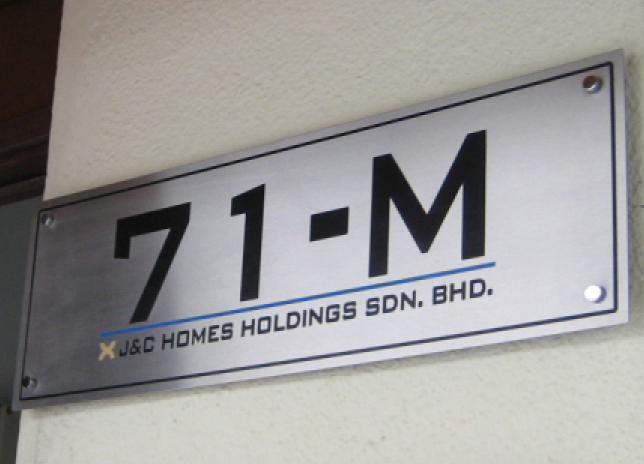 71-M
J&C HOMES HOLDINGS SDN. BHD.